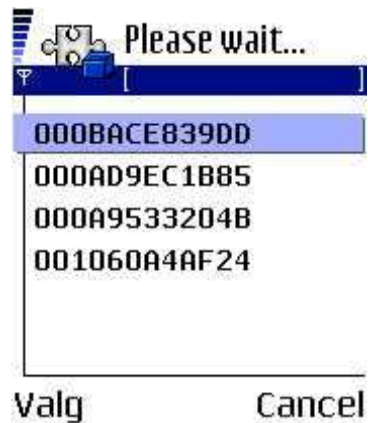 Please wait...
000BACE839DD
000AD9EC1B85
000A9533204B
001060A4AF24
Valg Cancel